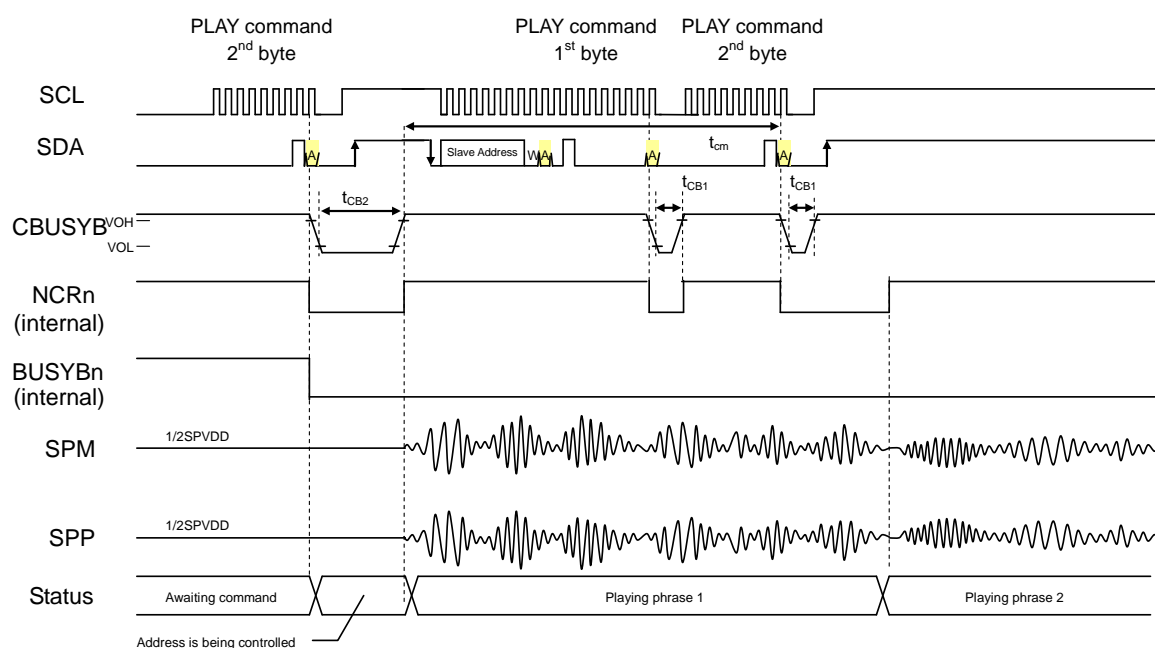 PLAY command
2nd byte
PLAY command
1st byte
PLAY command
2nd byte
SCL
SDA
A
Slave Address
W
A
A
tcm
A
tCB2
tCB1
tCB1
CBUSYB
VOH
VOL
NCRn
(internal)
BUSYBn
(internal)
SPM
1/2SPVDD
SPP
1/2SPVDD
Status
Awaiting command
Playing phrase 1
Playing phrase 2
Address is being controlled